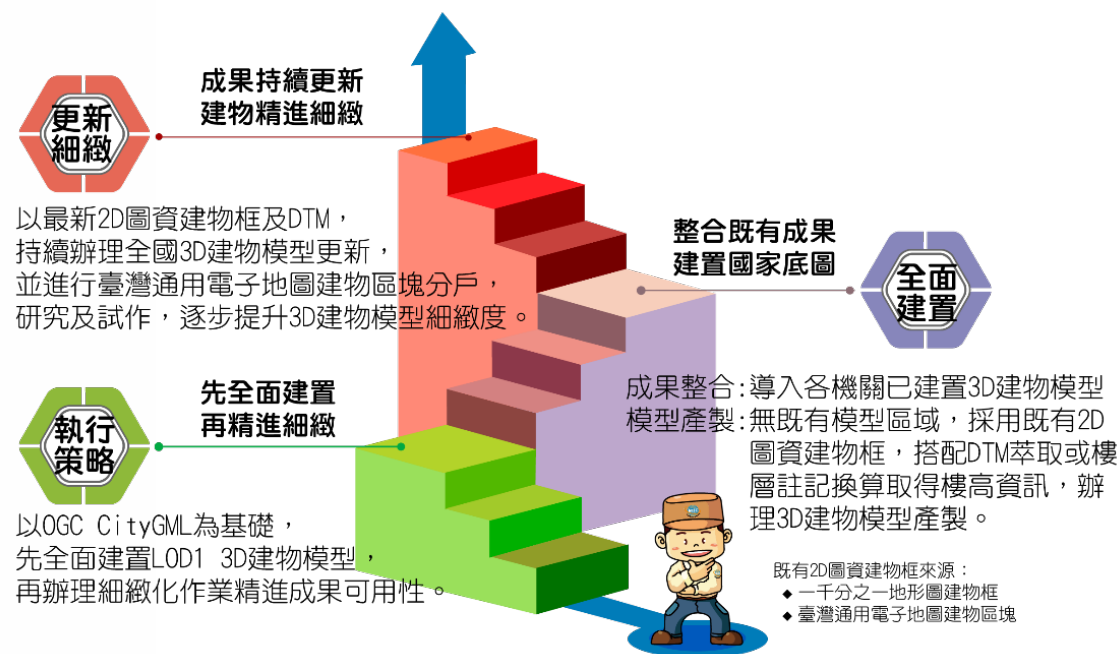 更新
細緻
成果持續更新
建物精進細緻
以最新2D圖資建物框及DTM，
持續辦理全國3D建物模型更新，
並進行臺灣通用電子地圖建物區塊分戶，
研究及試作，逐步提升3D建物模型細緻度。
整合既有成果
建置國家底圖
全面
建置
成果整合:導入各機關已建置3D建物模型
模型產製:無既有模型區域，採用既有2D
圖資建物框，搭配DTM萃取或樓
層註記換算取得樓高資訊，辦
理3D建物模型產製。
執行
策略
先全面建置
再精進細緻
以OGC CityGML為基礎，
先全面建置LOD1 3D建物模型，
再辦理細緻化作業精進成果可用性。
既有2D圖資建物框來源：
◆ 一千分之一地形圖建物框
◆ 臺灣通用電子地圖建物區塊